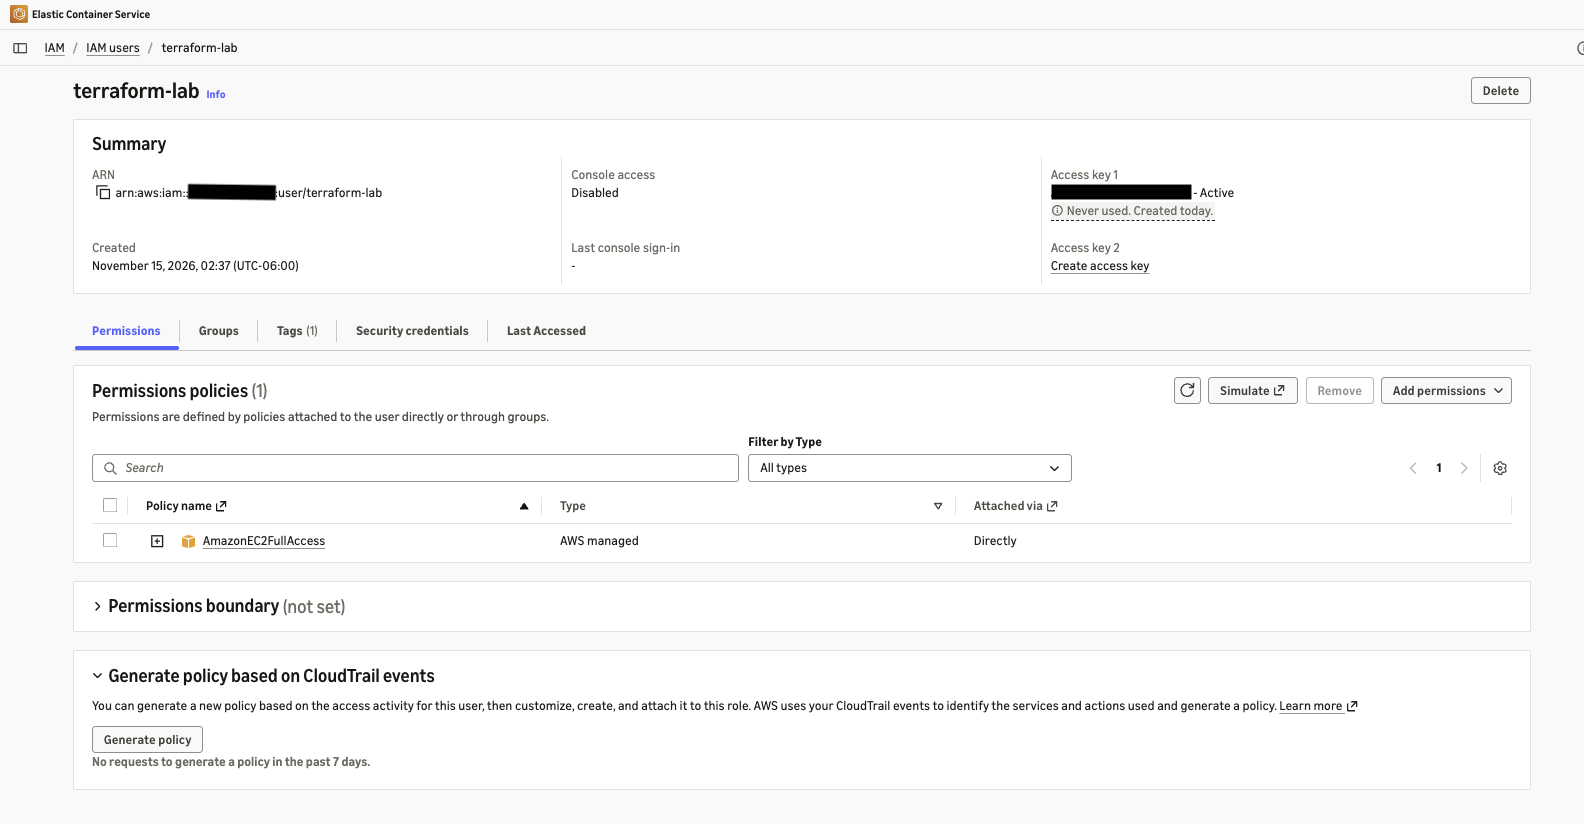 Elastic Container Service
IAM / IAM users / terraform-lab
terraform-lab Info
Delete
Summary
ARN
arn:aws:iam:: :user/terraform-lab
Created
November 15, 2026, 02:37 (UTC-06:00)
Console access
Disabled
Last console sign-in
-
Access key 1
- Active
Never used. Created today.
Access key 2
Create access key
Permissions
Groups
Tags (1)
Security credentials
Last Accessed
Permissions policies (1)
Permissions are defined by policies attached to the user directly or through groups.
Simulate
Remove
Add permissions
Filter by Type
Search
All types
1
Policy name
Type
Attached via
AmazonEC2FullAccess
AWS managed
Directly
Permissions boundary (not set)
Generate policy based on CloudTrail events
You can generate a new policy based on the access activity for this user, then customize, create, and attach it to this role. AWS uses your CloudTrail events to identify the services and actions used and generate a policy. Learn more
Generate policy
No requests to generate a policy in the past 7 days.